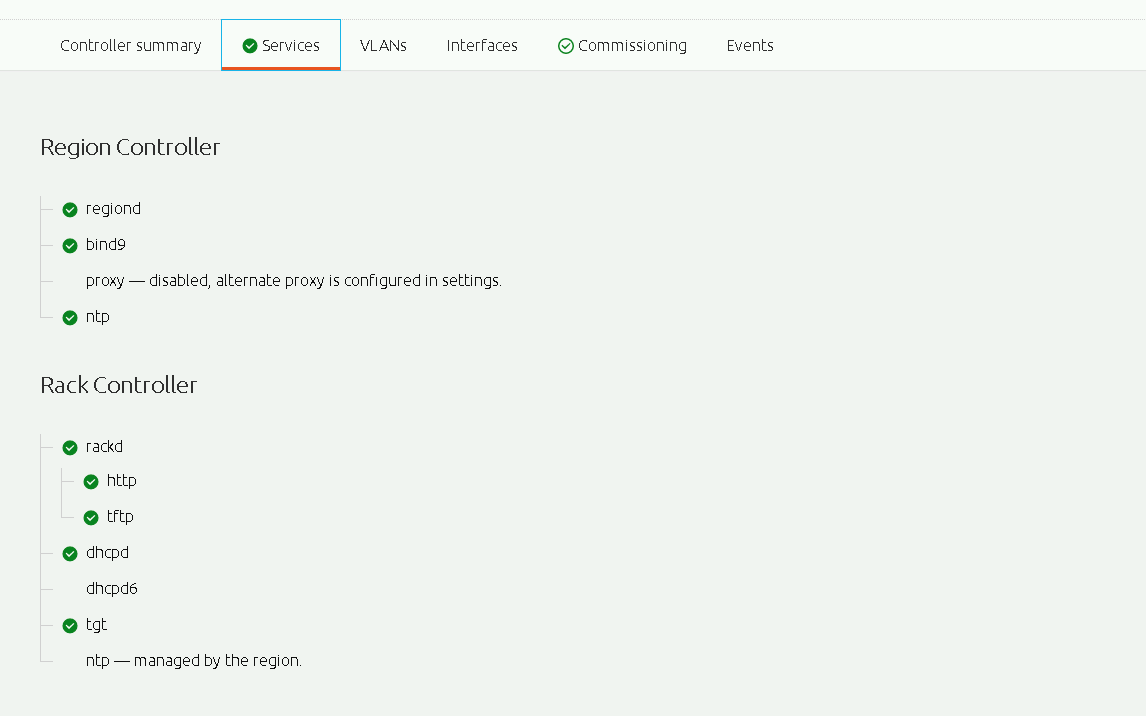 Controller summary Services VLANs Interfaces Commissioning Events
Region Controller
regiond
bind9
proxy — disabled, alternate proxy is configured in settings.
ntp
Rack Controller
rackd
http
tftp
dhcpd
dhcpd6
tgt
ntp — managed by the region.